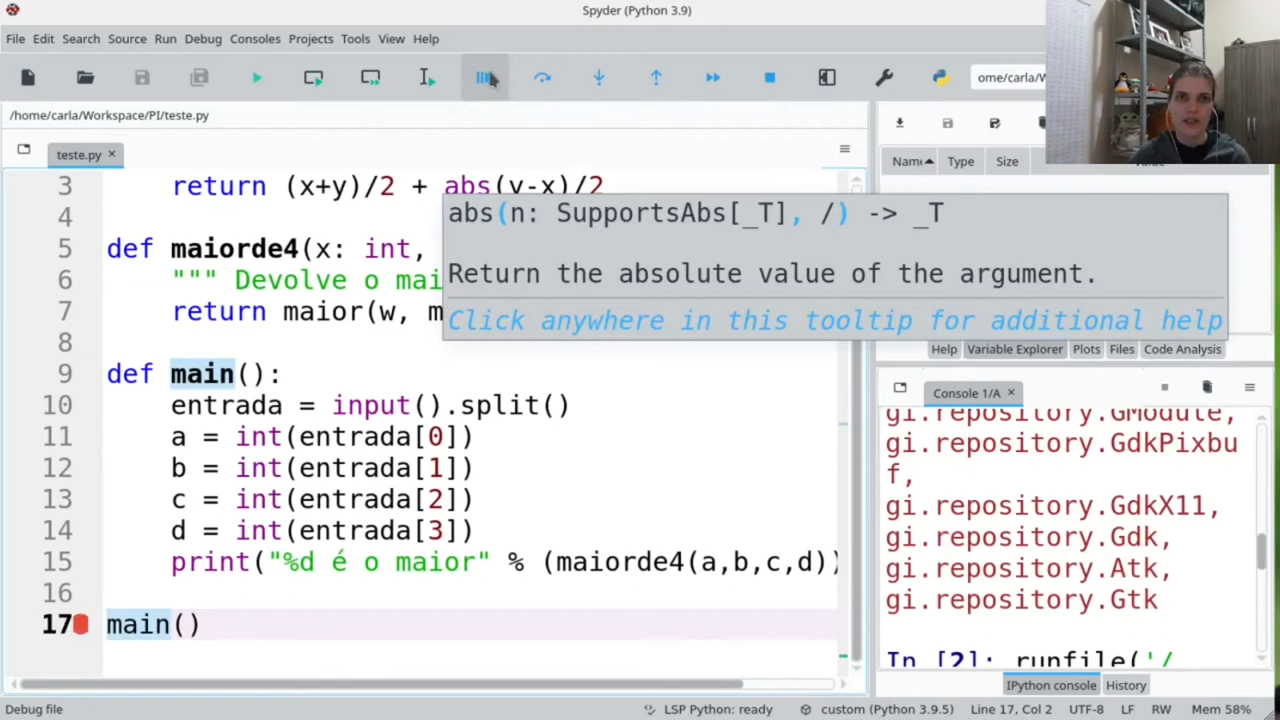 Spyder (Python 3.9)
File Edit Search Source Run Debug Consoles Projects Tools View Help
ome/carla/W
/home/carla/Workspace/PI/teste.py
teste.py
3 return (x+y)/2 + abs(y-x)/2
abs(n: SupportsAbs[_T], /) -> _T
Return the absolute value of the argument.
Click anywhere in this tooltip for additional help
4
5 def maiorde4(x: int,
6 """ Devolve o mai
7 return maior(w, m
8
9 def main():
10 entrada = input().split()
11 a = int(entrada[0])
12 b = int(entrada[1])
13 c = int(entrada[2])
14 d = int(entrada[3])
15 print("%d é o maior" % (maiorde4(a,b,c,d))
16
17 main()
Name Type Size
Help Variable Explorer Plots Files Code Analysis
Console 1/A
gi.repository.GModule,
gi.repository.GdkPixbu
f,
gi.repository.GdkX11,
gi.repository.Gdk,
gi.repository.Atk,
gi.repository.Gtk
In [2]: runfile('/
IPython console History
Debug file LSP Python: ready custom (Python 3.9.5) Line 17, Col 2 UTF-8 LF RW Mem 58%